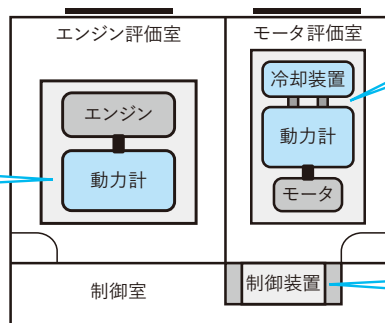 エンジン評価室
モータ評価室
エンジン
動力計
冷却装置
動力計
モータ
制御室
制御装置